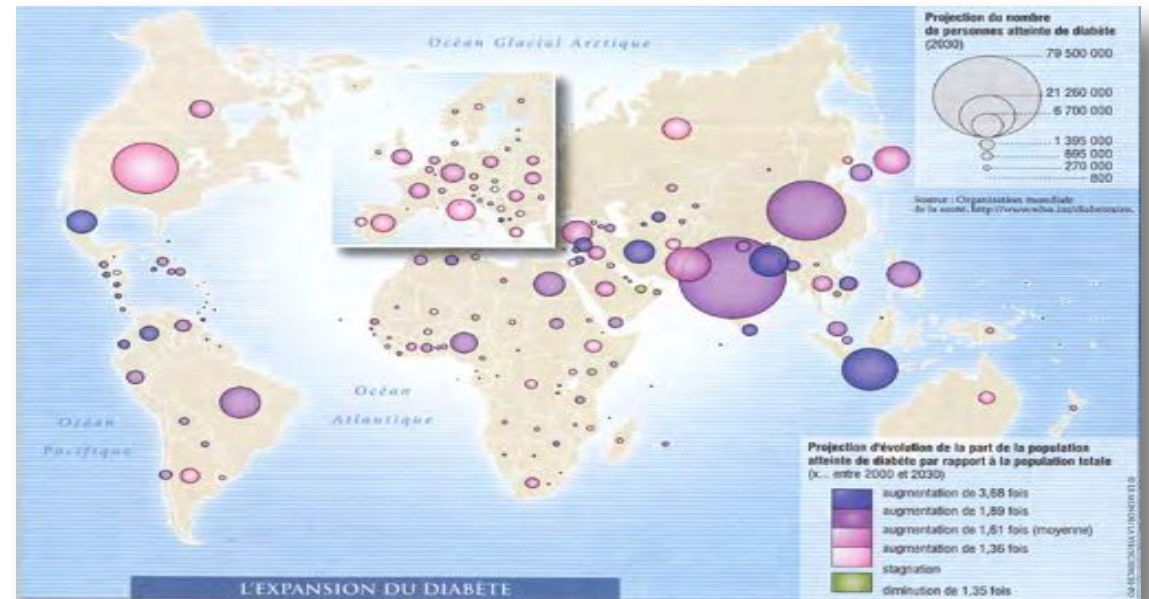 Projection du nombre
de personnes atteinte de diabète
(2030)
79 500 000
21 260 000
6 700 000
1 395 000
695 000
270 000
800
Source : Organisation mondiale
de la santé,
Océan Glacial Arctique
Océan
Atlantique
Océan
Pacifique
Projection d'évolution de la part de la population
atteinte de diabète par rapport à la population totale
(x... entre 2000 et 2030)
augmentation de 3,68 fois
augmentation de 1,89 fois
augmentation de 1,61 fois (moyenne)
augmentation de 1,36 fois
stagnation
diminution de 1,35 fois
L'EXPANSION DU DIABÈTE